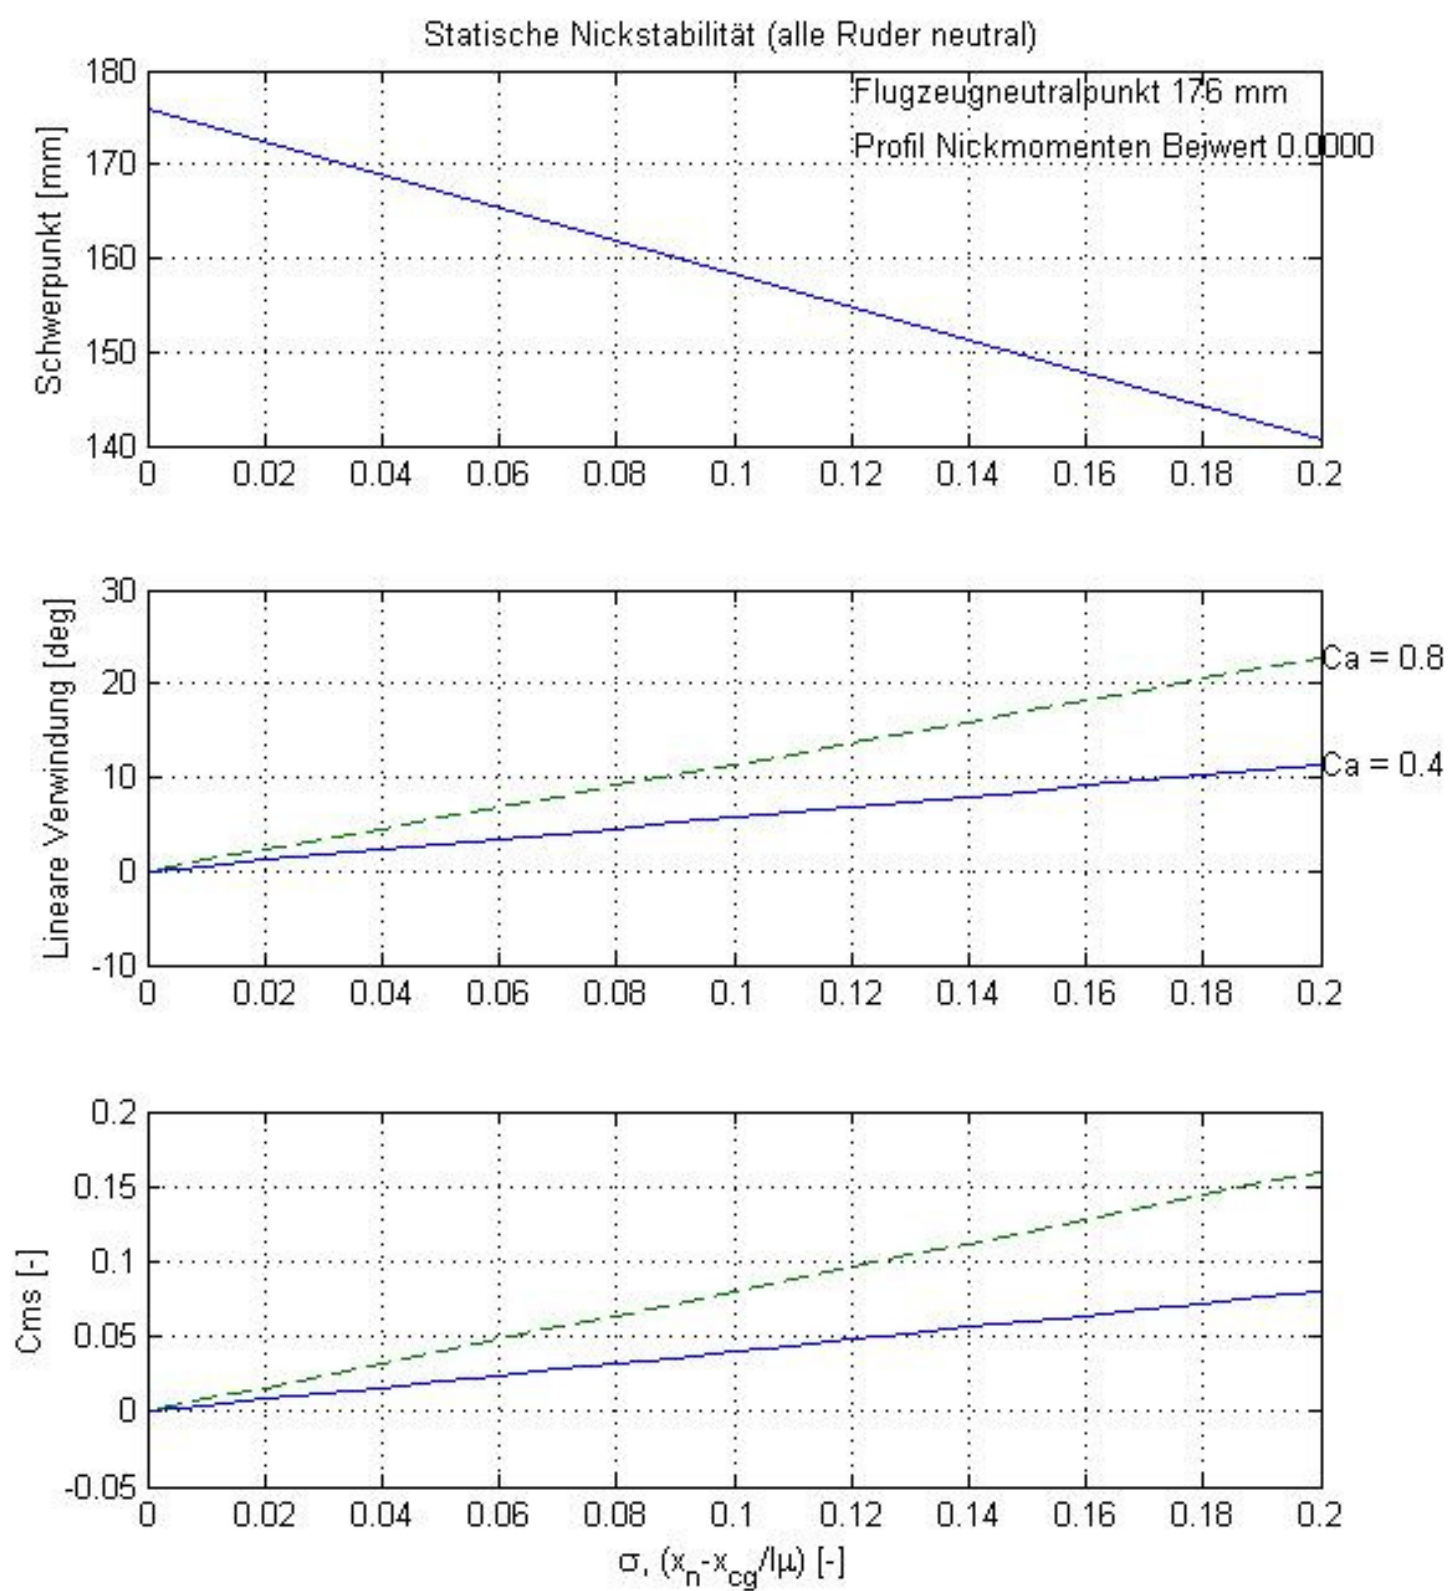 Statische Nickstabilität (alle Ruder neutral)
180
Flugzeugneutralpunkt 176 mm
Profil Nickmomenten Beiwert 0.0000
170
160
150
140
Schwerpunkt [mm]
0 0.02 0.04 0.06 0.08 0.1 0.12 0.14 0.16 0.18 0.2
30
20
10
0
-10
Lineare Verwindung [deg]
Ca = 0.8
Ca = 0.4
0 0.02 0.04 0.06 0.08 0.1 0.12 0.14 0.16 0.18 0.2
0.2
0.15
0.1
0.05
0
-0.05
Cms [-]
0 0.02 0.04 0.06 0.08 0.1 0.12 0.14 0.16 0.18 0.2
σ, (xn-xcg/lμ) [-]